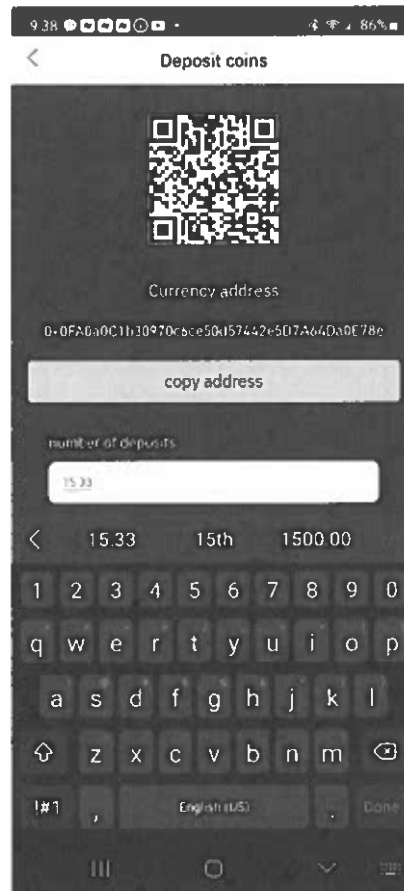 9:38 86%
Deposit coins
Currency address
copy address
number of deposits
15.33
15.33 15th 1500.00
1 2 3 4 5 6 7 8 9 0
q w e r t y u i o p
a s d f g h j k l
z x c v b n m
!#1 , English (US) . Done